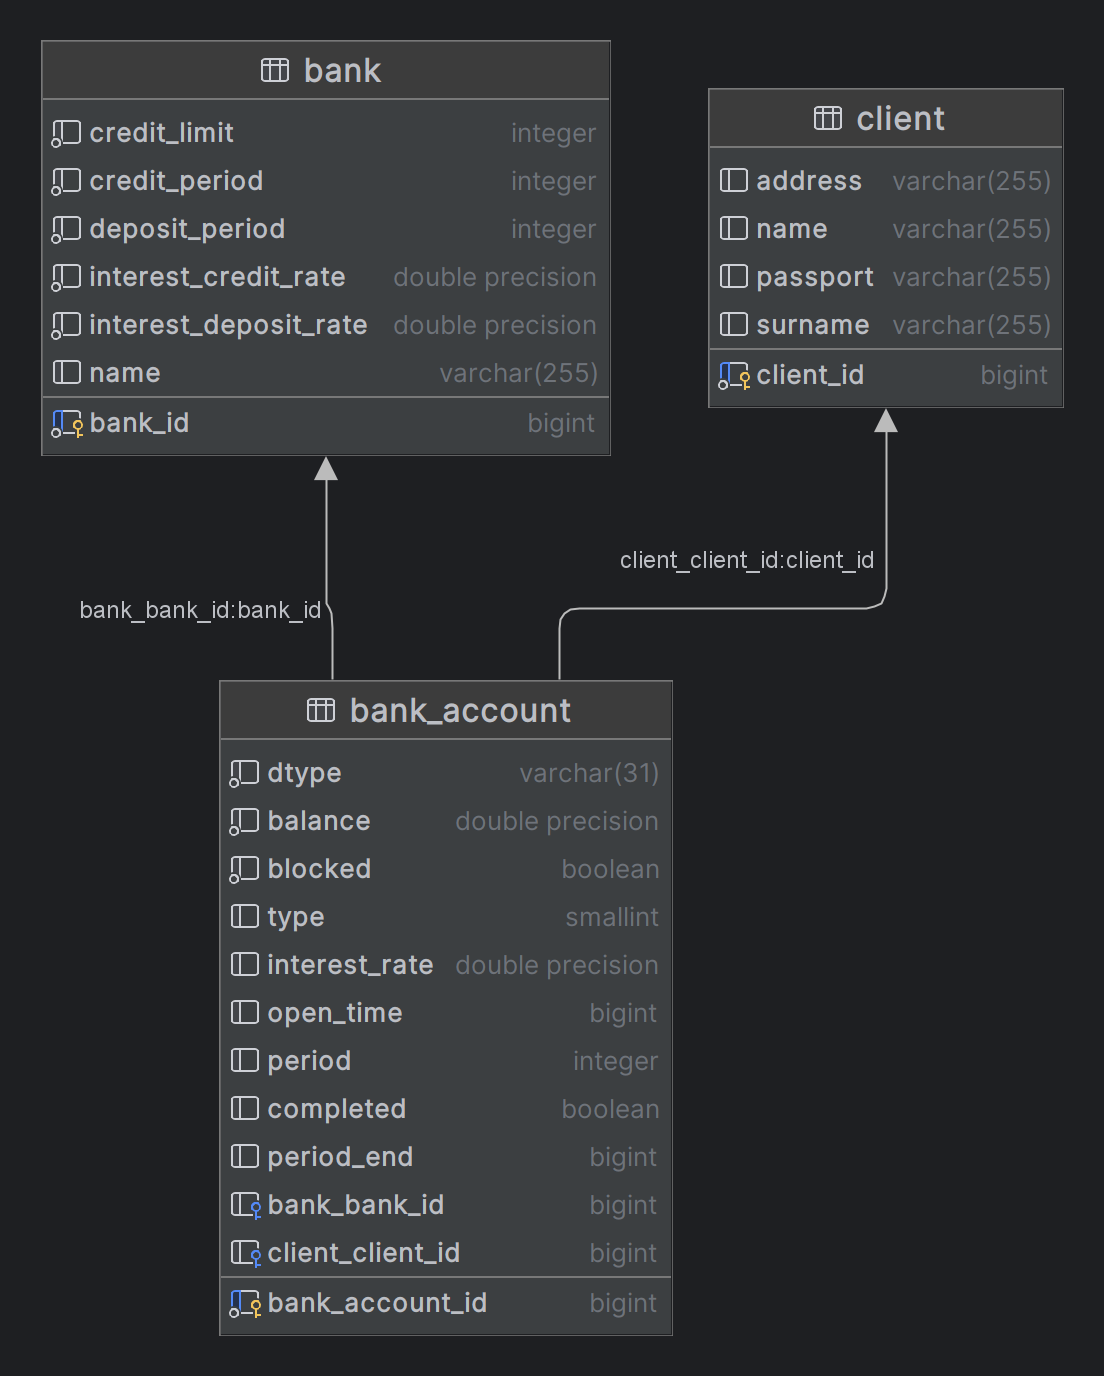 bank
credit_limit integer
credit_period integer
deposit_period integer
interest_credit_rate double precision
interest_deposit_rate double precision
name varchar(255)
bank_id bigint
client
address varchar(255)
name varchar(255)
passport varchar(255)
surname varchar(255)
client_id bigint
client_client_id:client_id
bank_bank_id:bank_id
bank_account
dtype varchar(31)
balance double precision
blocked boolean
type smallint
interest_rate double precision
open_time bigint
period integer
completed boolean
period_end bigint
bank_bank_id bigint
client_client_id bigint
bank_account_id bigint